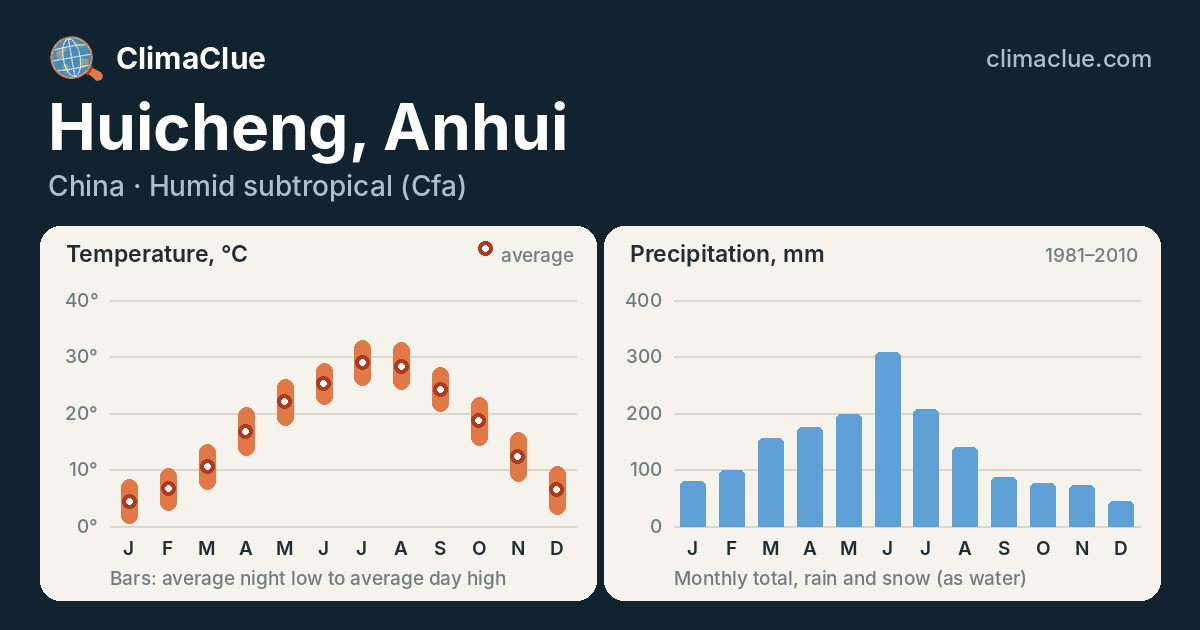 ClimaClue
climaclue.com
Huicheng, Anhui
China · Humid subtropical (Cfa)
Temperature, °C
average
40°
30°
20°
10°
0°
J F M A M J J A S O N D
Bars: average night low to average day high
Precipitation, mm
1981–2010
400
300
200
100
0
J F M A M J J A S O N D
Monthly total, rain and snow (as water)